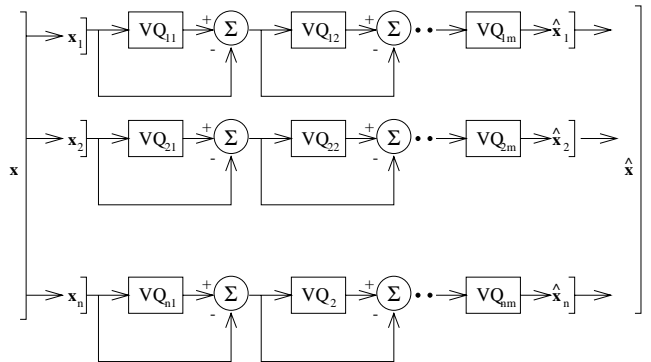 x₁ VQ₁₁ + - Σ VQ₁₂ + - Σ •• VQ₁ₘ x̂₁
x₂ VQ₂₁ + - Σ VQ₂₂ + - Σ •• VQ₂ₘ x̂₂
x x̂
xₙ VQₙ₁ + - Σ VQ₂ + - Σ •• VQₙₘ x̂ₙ